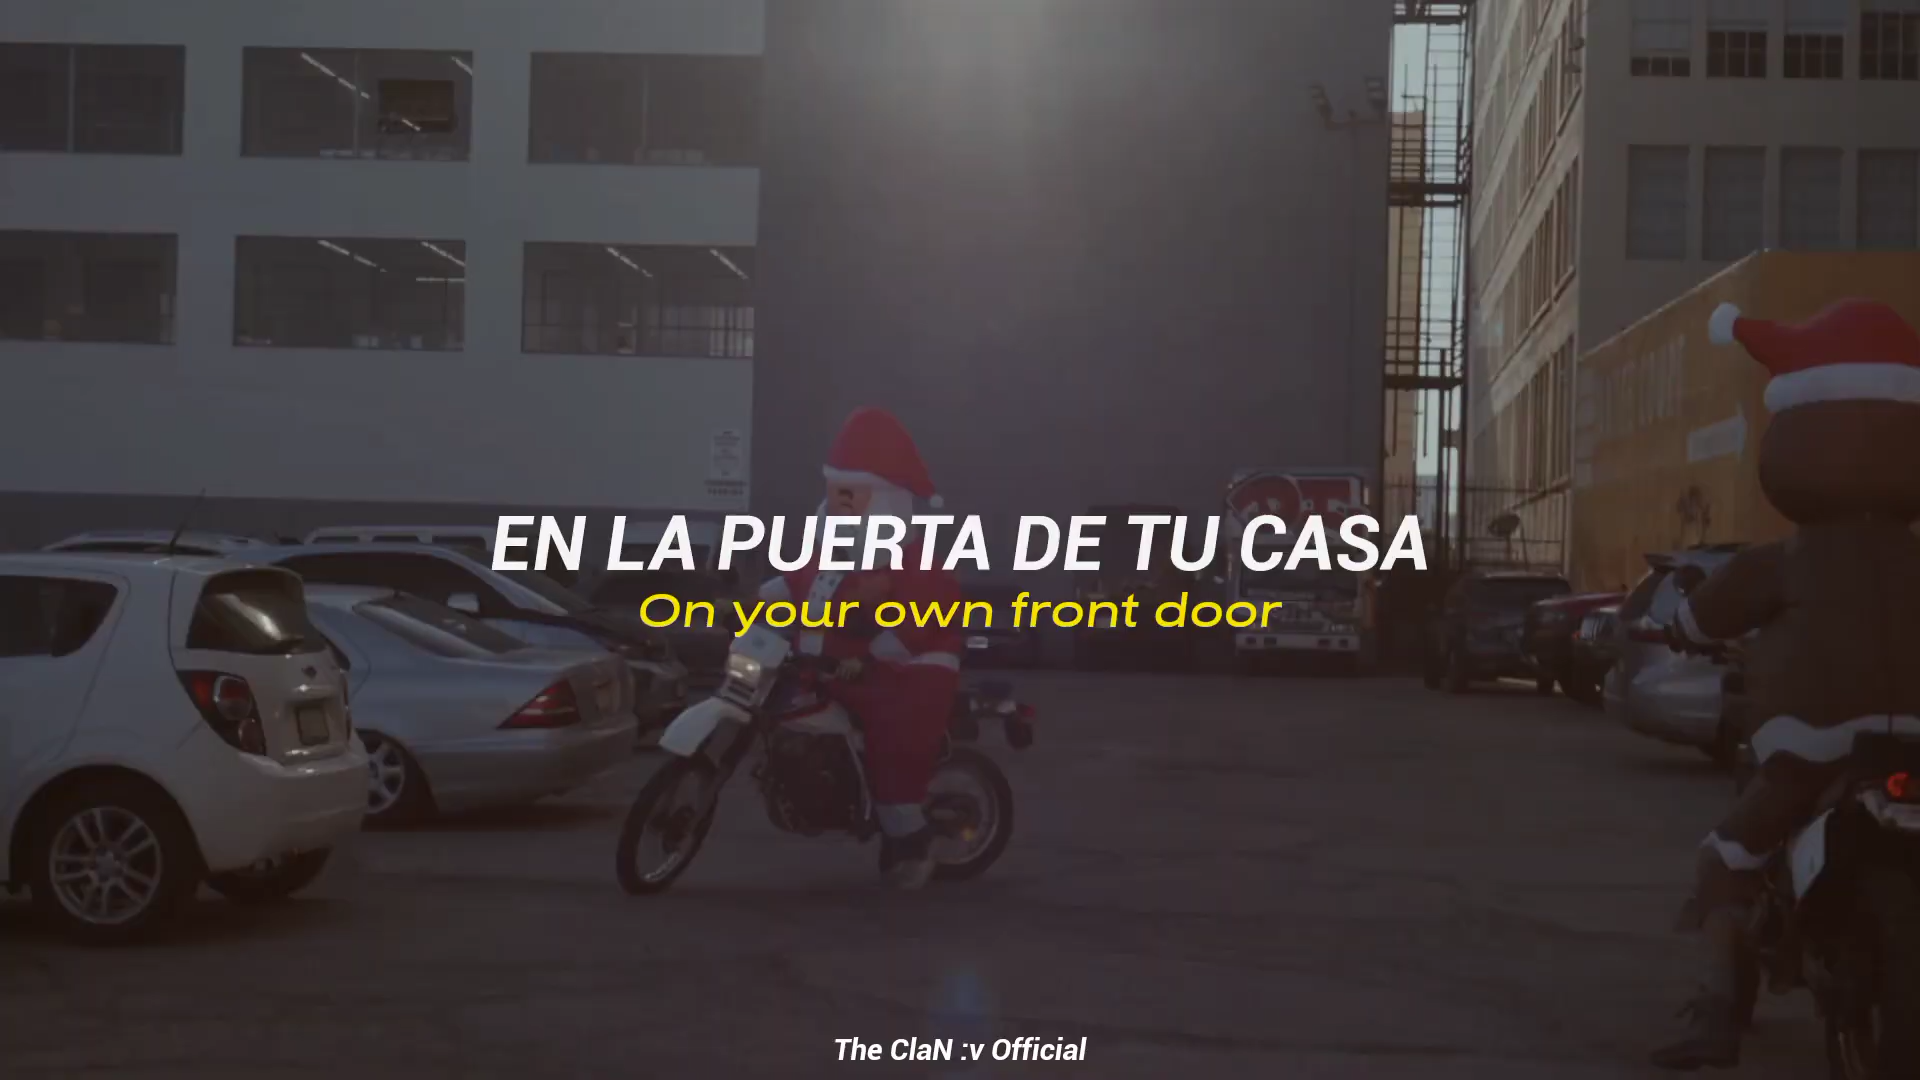 EN LA PUERTA DE TU CASA
On your own front door
The ClaN :v Official